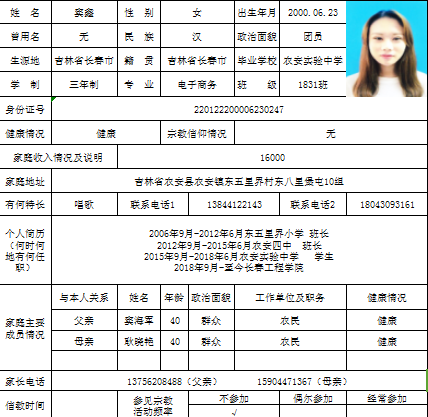 姓 名 窦鑫 性 别 女 出生年月 2000.06.23
曾用名 无 民 族 汉 政治面貌 团员
生源地 吉林省长春市 籍 贯 吉林省长春市 毕业学校 农安实验中学
学 制 三年制 专 业 电子商务 班 级 1831班
身份证号 220122200006230247
健康情况 健康 宗教信仰情况 无
家庭收入情况及说明 16000
家庭地址 吉林省农安县农安镇东五里界村东八里堡屯10组
有何特长 唱歌 联系电话1 13844122143 联系电话2 18043093161
个人简历
（何时何
地有何任
职）
2006年9月-2012年6月东五里界小学 班长
2012年9月-2015年6月农安四中 班长
2015年9月-2018年6月农安实验中学 学生
2018年9月-至今长春工程学院
家庭主要
成员情况
与本人关系 姓名 年龄 政治面貌 工作单位及职务 健康情况
父亲 窦海军 40 群众 农民 健康
母亲 耿晓艳 40 群众 农民 健康
家长电话 13756208488（父亲） 15904471367（母亲）
信教时间 参见宗教
活动频率 不参加 偶尔参加 经常参加
√